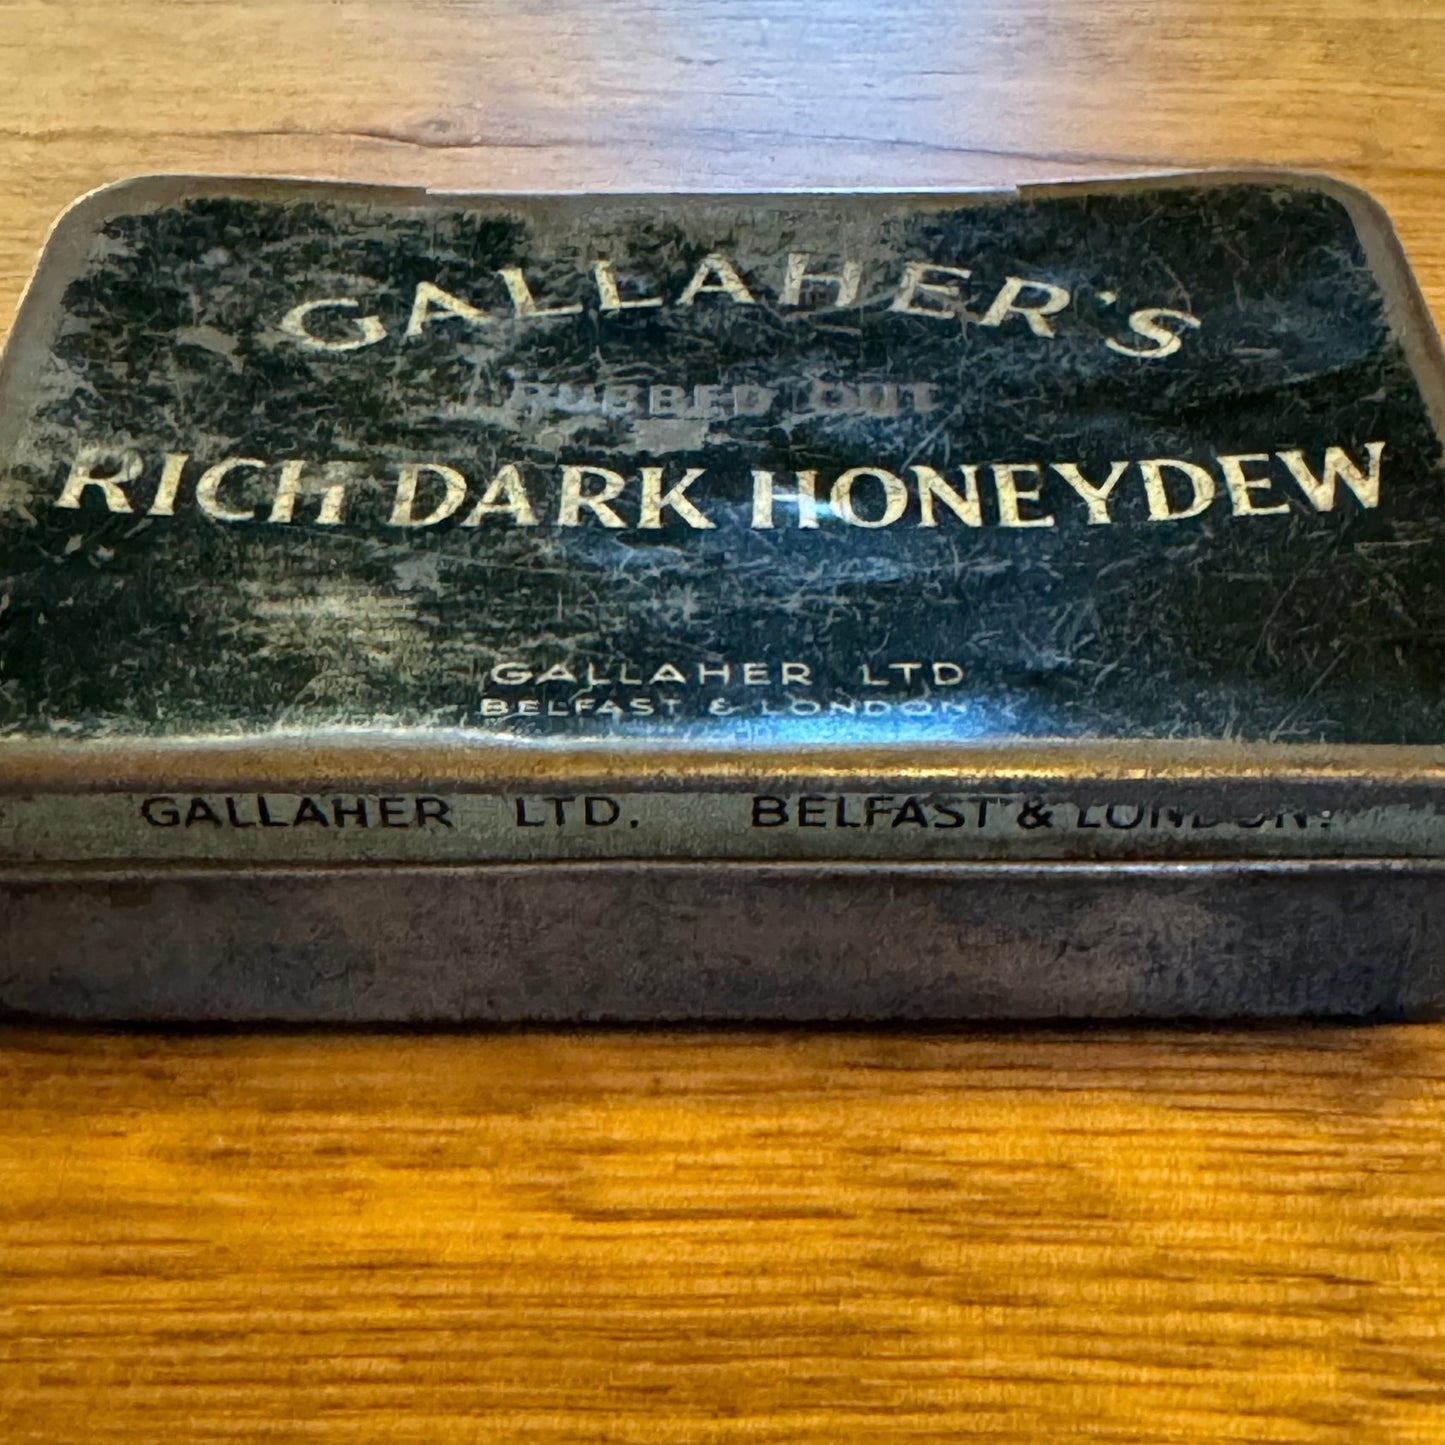 GALLAHER'S
RUBBED OUT
RICH DARK HONEYDEW
GALLAHER LTD
BELFAST & LONDON
GALLAHER LTD. BELFAST & LONDON.